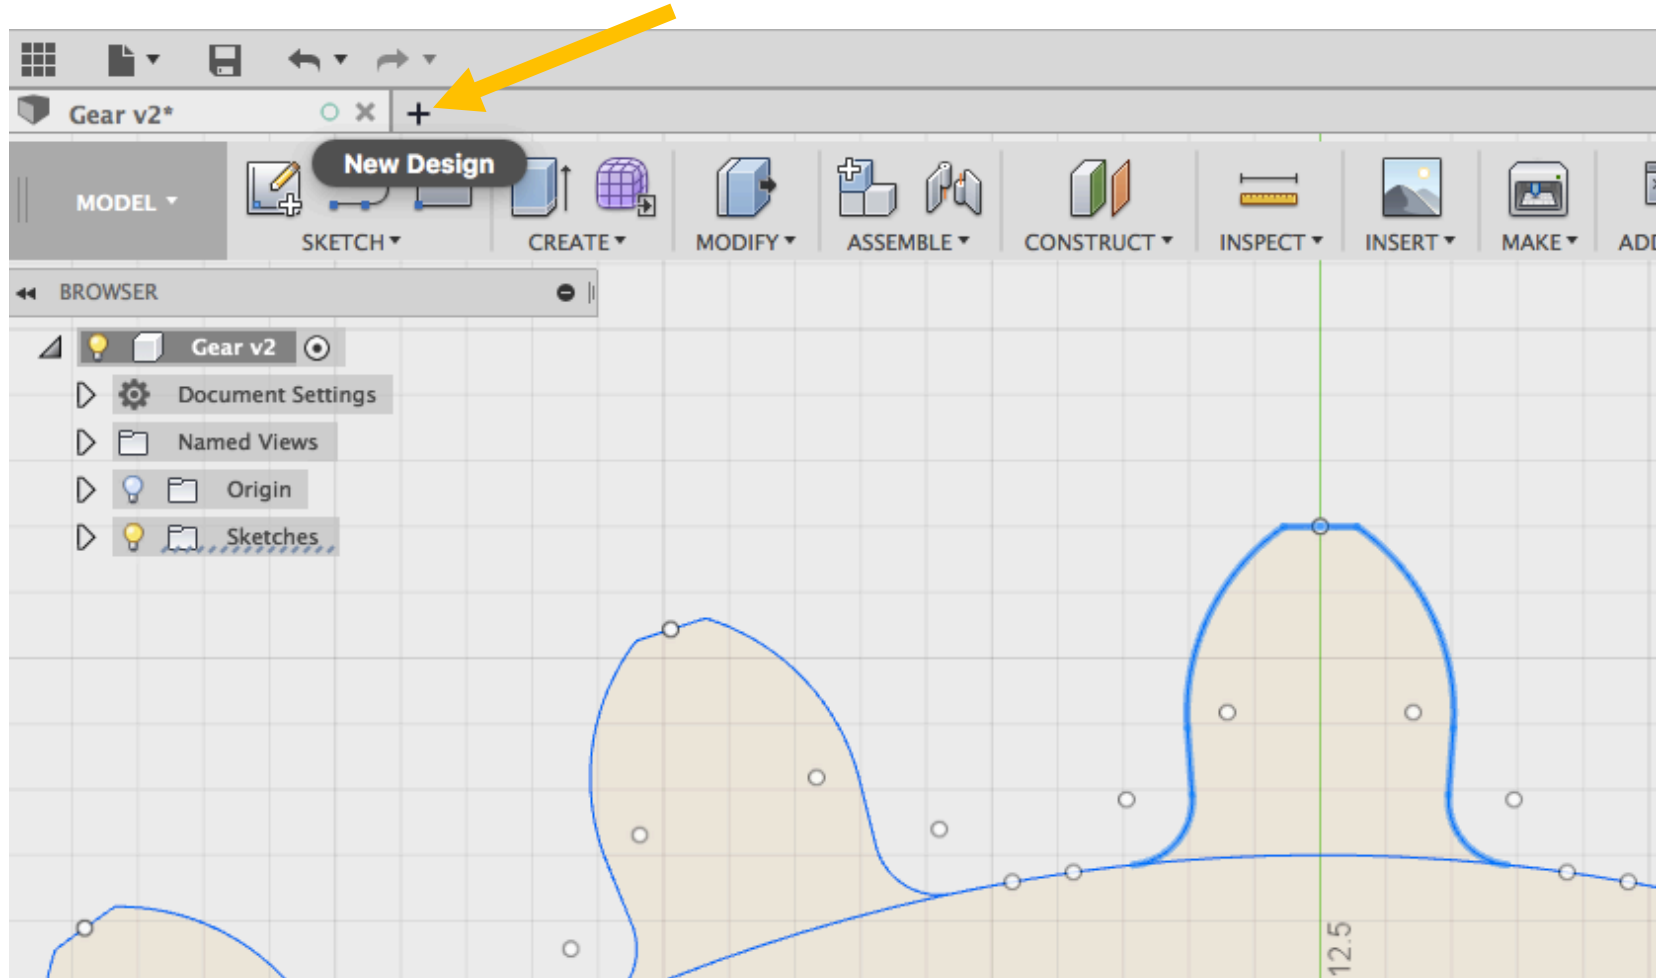 Gear v2*
New Design
MODEL
SKETCH
CREATE
MODIFY
ASSEMBLE
CONSTRUCT
INSPECT
INSERT
MAKE
BROWSER
Gear v2
Document Settings
Named Views
Origin
Sketches
12.5